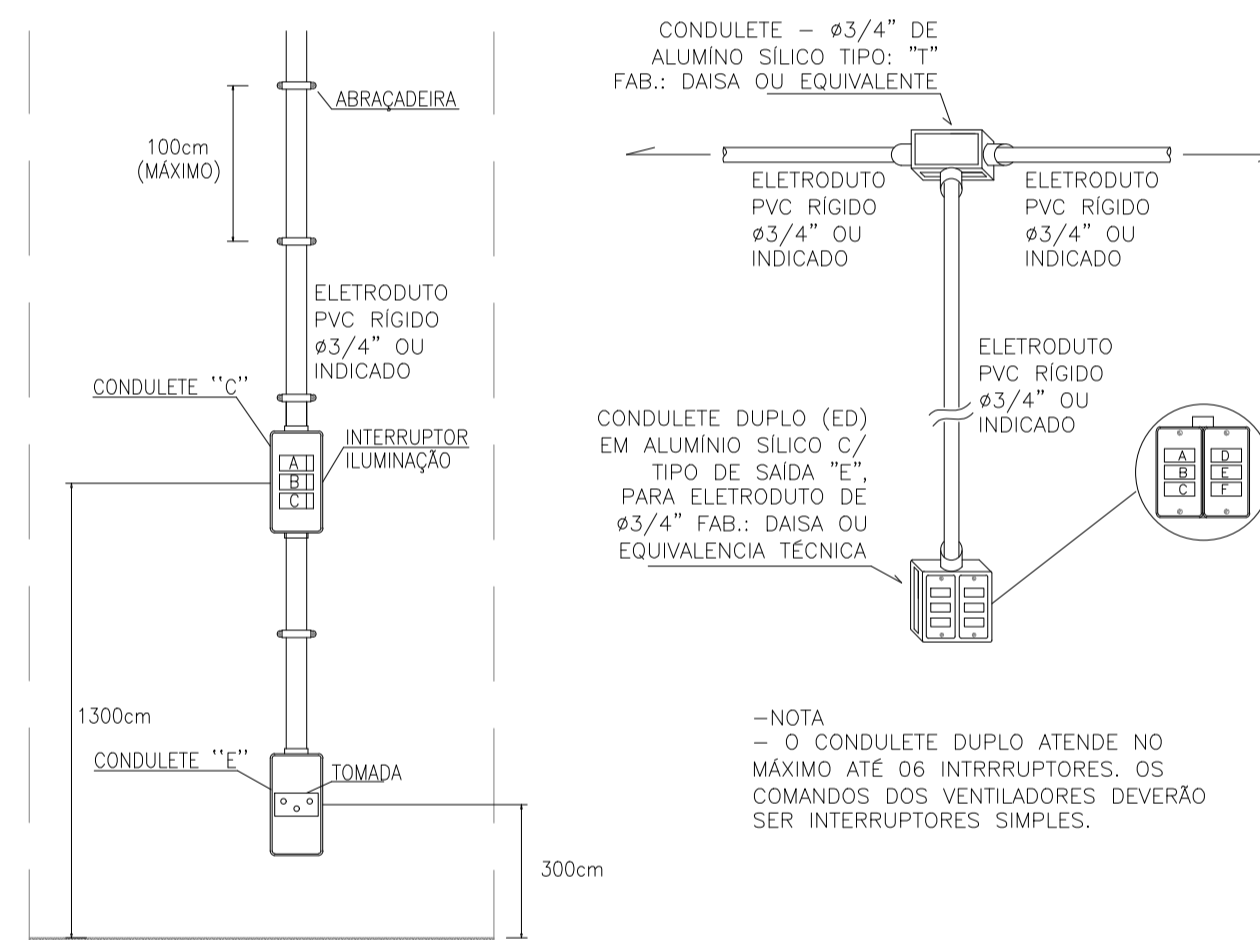 ABRAÇADEIRA
100cm
(MÁXIMO)
ELETRODUTO
PVC RÍGIDO
ø3/4" OU
INDICADO
CONDULETE ''C''
INTERRUPTOR
ILUMINAÇÃO
A
B
C
1300cm
CONDULETE ''E''
TOMADA
300cm
CONDULETE – ø3/4" DE
ALUMÍNO SÍLICO TIPO: "T"
FAB.: DAISA OU EQUIVALENTE
ELETRODUTO
PVC RÍGIDO
ø3/4" OU
INDICADO
ELETRODUTO
PVC RÍGIDO
ø3/4" OU
INDICADO
ELETRODUTO
PVC RÍGIDO
ø3/4" OU
INDICADO
CONDULETE DUPLO (ED)
EM ALUMÍNIO SÍLICO C/
TIPO DE SAÍDA "E",
PARA ELETRODUTO DE
ø3/4" FAB.: DAISA OU
EQUIVALENCIA TÉCNICA
A D
B E
C F
–NOTA
– O CONDULETE DUPLO ATENDE NO
MÁXIMO ATÉ 06 INTRRRUPTORES. OS
COMANDOS DOS VENTILADORES DEVERÃO
SER INTERRUPTORES SIMPLES.